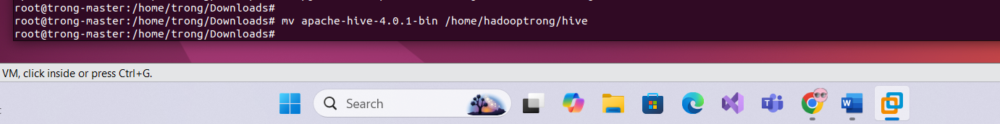 root@trong-master:/home/trong/Downloads#
root@trong-master:/home/trong/Downloads# mv apache-hive-4.0.1-bin /home/hadooptrong/hive
root@trong-master:/home/trong/Downloads#
VM, click inside or press Ctrl+G.
Search